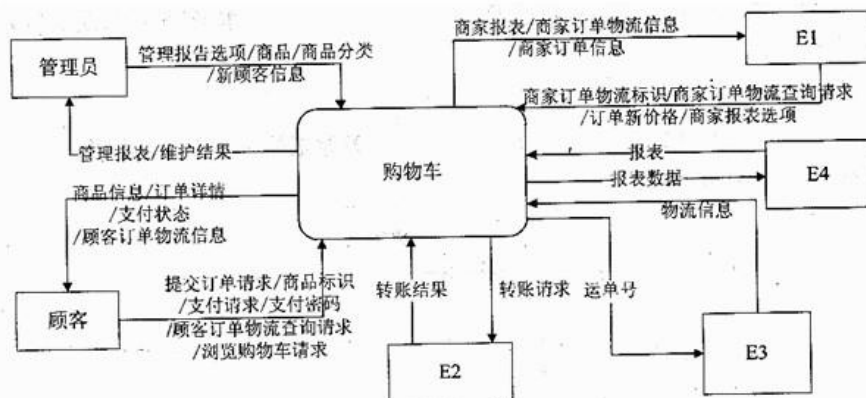 商家报表/商家订单物流信息
/商家订单信息
E1
管理员
管理报告选项/商品/商品分类
/新顾客信息
商家订单物流标识/商家订单物流查询请求
/订单新价格/商家报表选项
管理报表/维护结果
购物车
报表
报表数据
E4
商品信息/订单详情
/支付状态
/顾客订单物流信息
物流信息
提交订单请求/商品标识
/支付请求/支付密码
/顾客订单物流查询请求
/浏览购物车请求
顾客
转账结果
转账请求
运单号
E2
E3